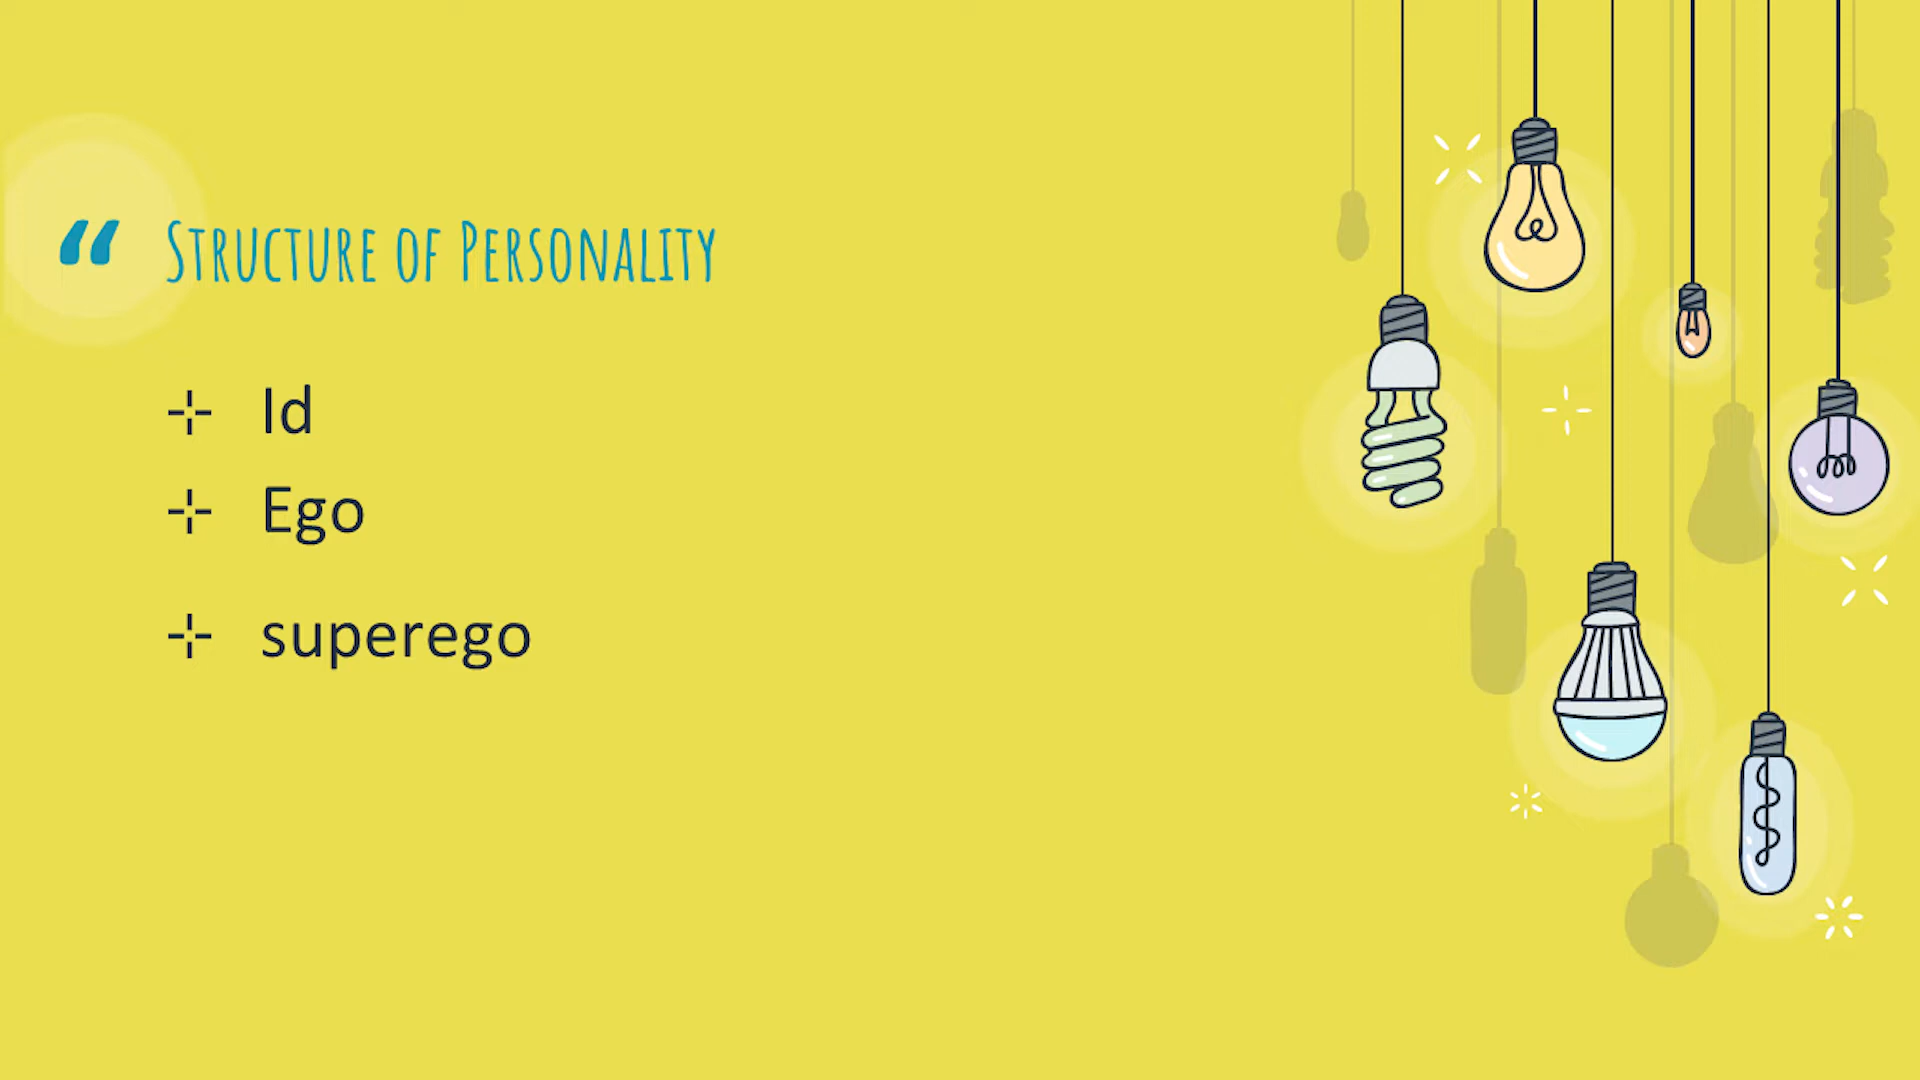 “ Structure of Personality
Id
Ego
superego